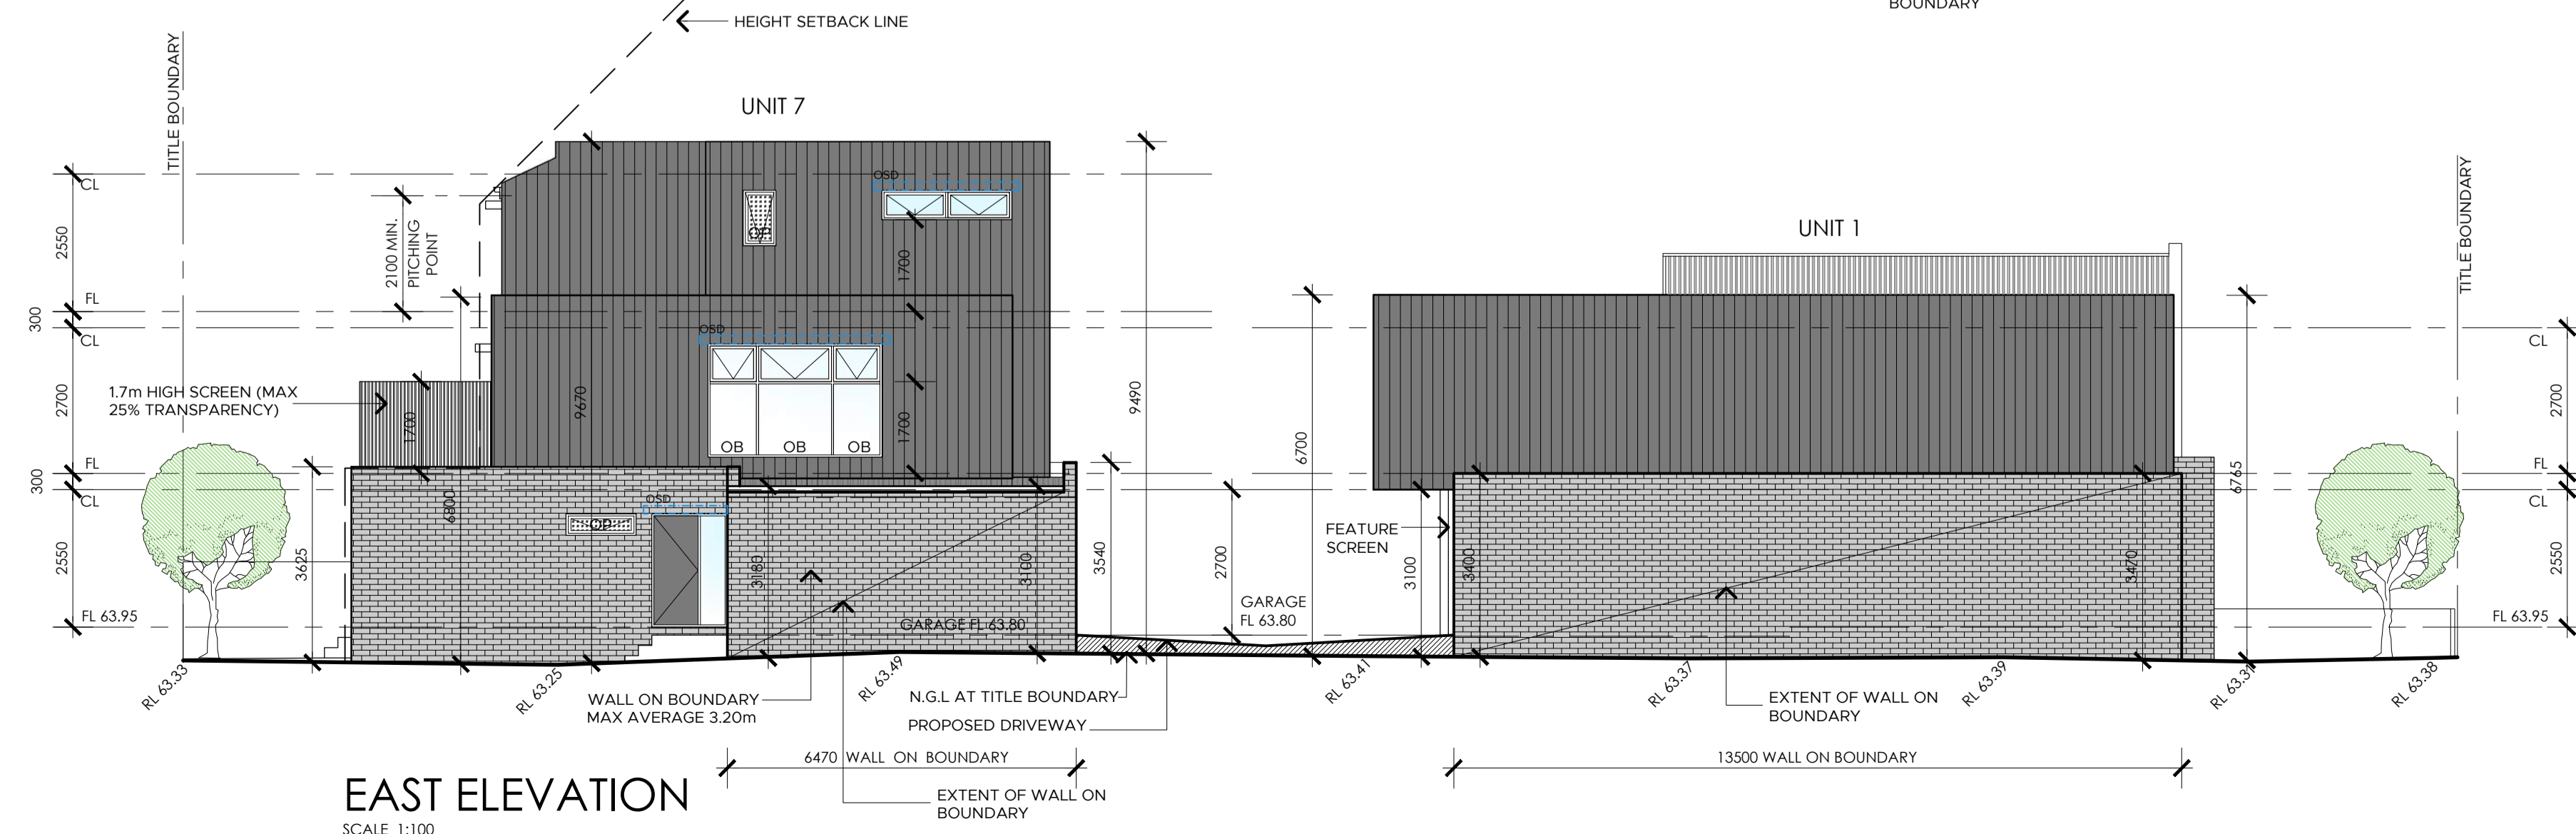 BOUNDARY
HEIGHT SETBACK LINE
TITLE BOUNDARY
UNIT 7
UNIT 1
TITLE BOUNDARY
CL
2550
2100 MIN.
PITCHING
POINT
FL
300
CL
2700
FL
300
CL
2550
FL 63.95
1.7m HIGH SCREEN (MAX
25% TRANSPARENCY)
1700
3625
6800
9670
OSD
OP
OSD
1700
OSD
OB
OB
OB
1700
OP
OSD
3180
3100
GARAGE FL 63.80
3540
9490
2700
GARAGE
FL 63.80
6700
FEATURE
SCREEN
3100
3400
3470
6765
CL
2700
FL
CL
2550
FL 63.95
RL 63.33
RL 63.25
RL 63.49
RL 63.41
RL 63.37
RL 63.39
RL 63.31
RL 63.38
WALL ON BOUNDARY
MAX AVERAGE 3.20m
N.G.L AT TITLE BOUNDARY
PROPOSED DRIVEWAY
EXTENT OF WALL ON
BOUNDARY
6470 WALL ON BOUNDARY
13500 WALL ON BOUNDARY
EXTENT OF WALL ON
BOUNDARY
EAST ELEVATION
SCALE 1:100